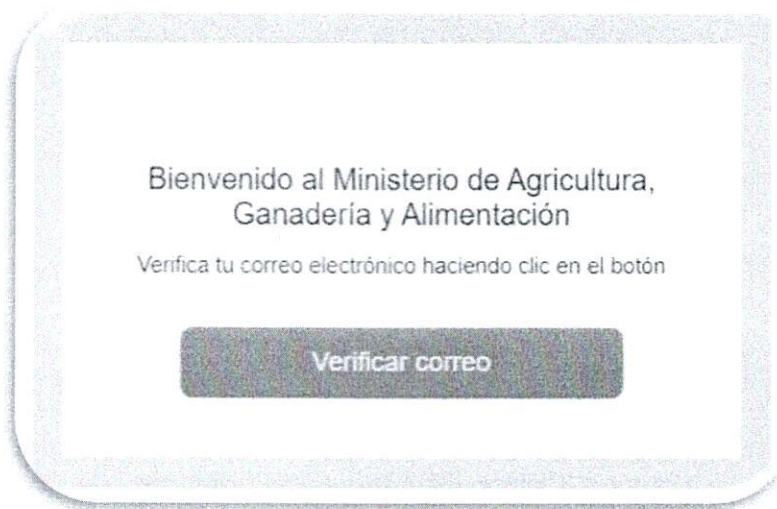 Bienvenido al Ministerio de Agricultura,
Ganadería y Alimentación
Verifica tu correo electrónico haciendo clic en el botón
Verificar correo